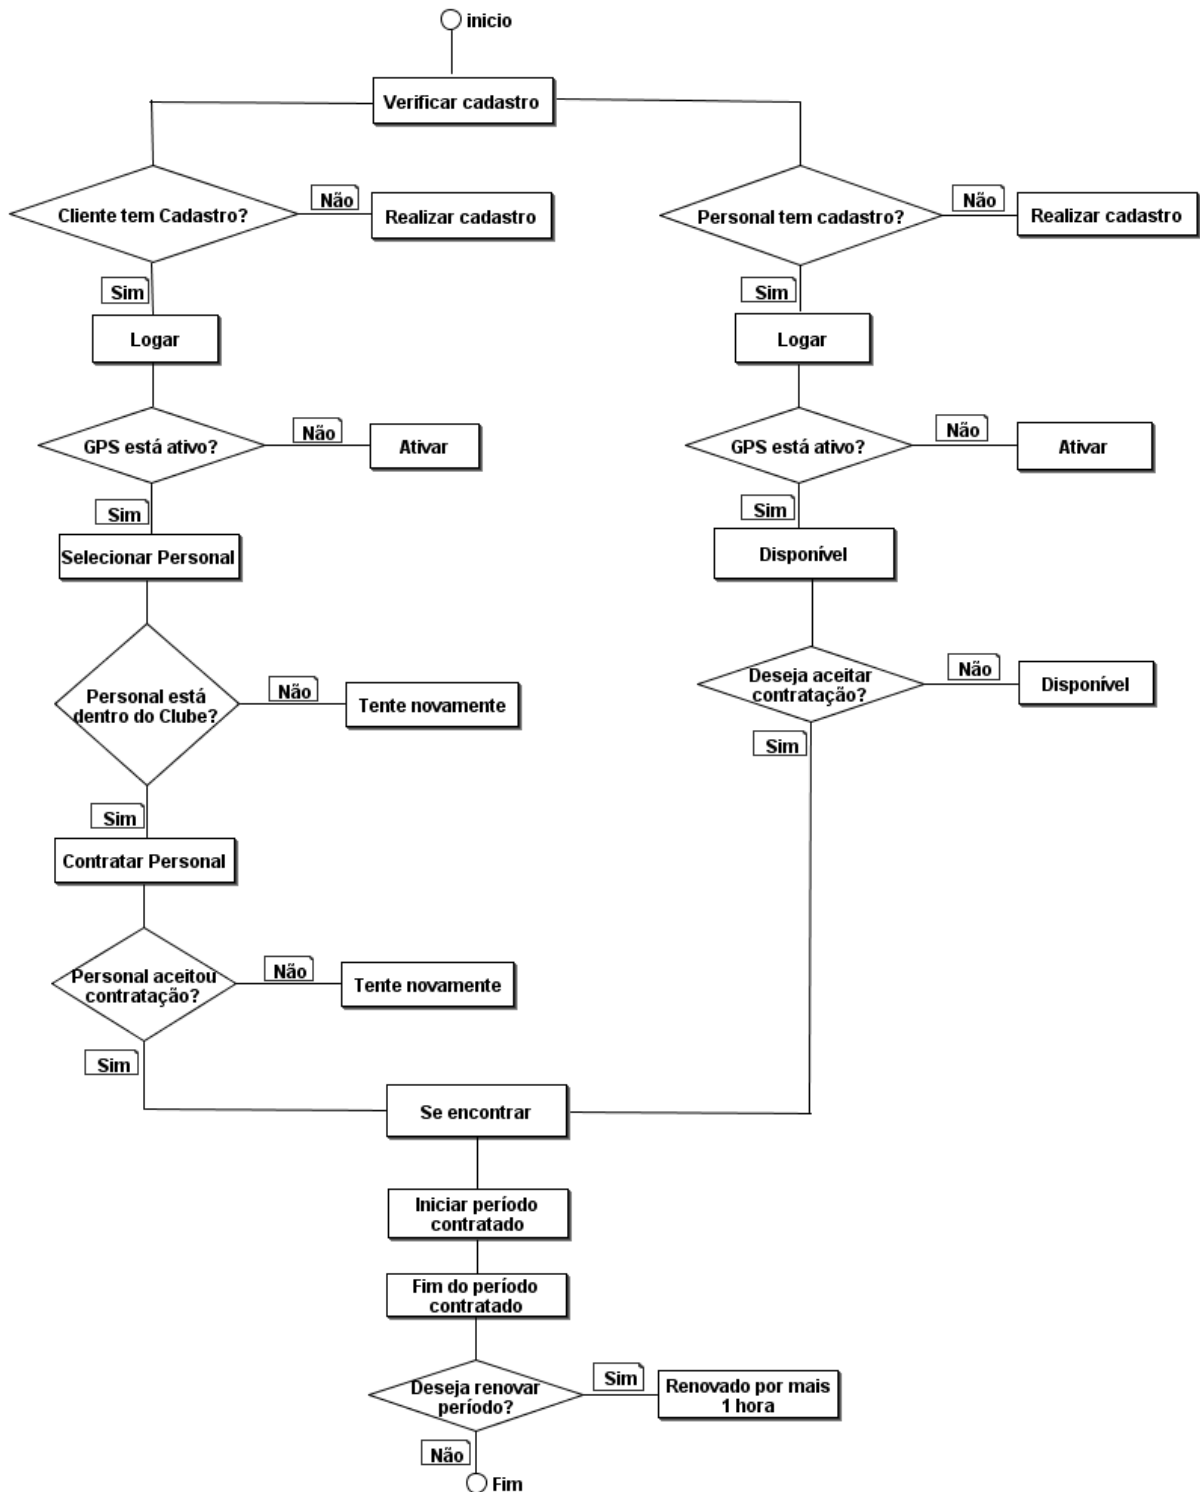 inicio
Verificar cadastro
Cliente tem Cadastro?
Não
Realizar cadastro
Personal tem cadastro?
Não
Realizar cadastro
Sim
Sim
Logar
Logar
GPS está ativo?
Não
Ativar
GPS está ativo?
Não
Ativar
Sim
Sim
Selecionar Personal
Disponível
Personal está
dentro do Clube?
Não
Tente novamente
Deseja aceitar
contratação?
Não
Disponível
Sim
Sim
Contratar Personal
Personal aceitou
contratação?
Não
Tente novamente
Sim
Se encontrar
Iniciar período
contratado
Fim do período
contratado
Deseja renovar
período?
Sim
Renovado por mais
1 hora
Não
Fim